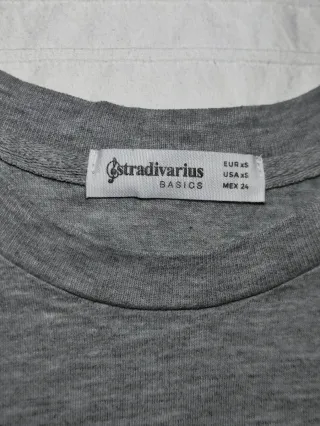 stradivarius
BASICS
EUR XS
USA XS
MEX 24